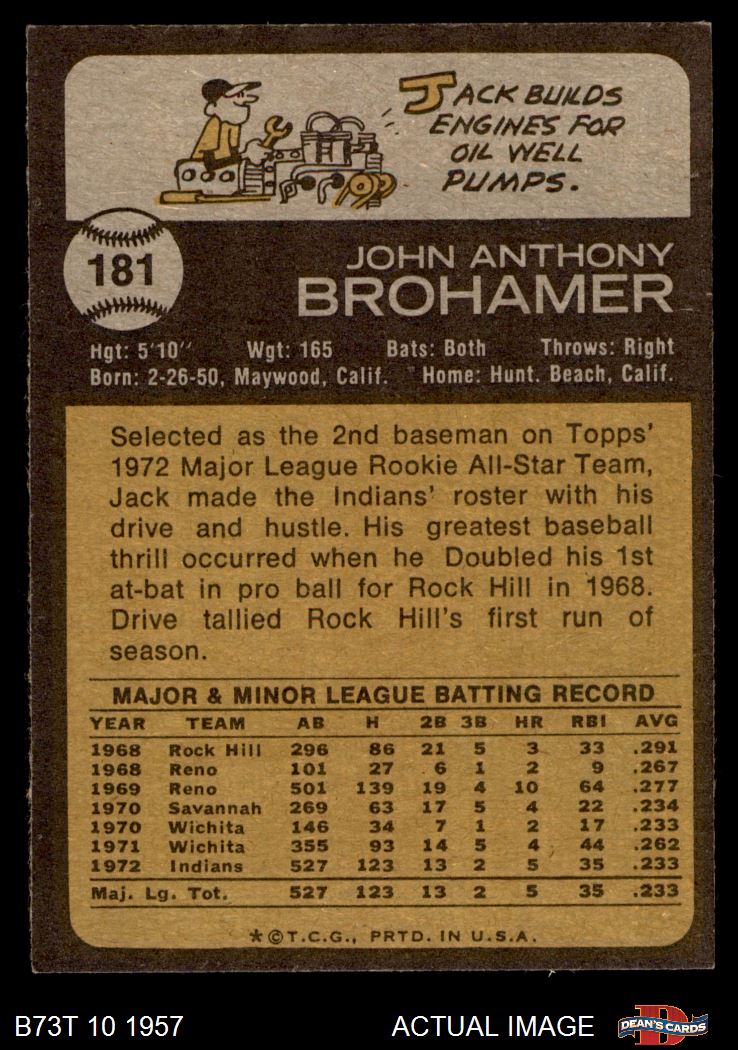 JACK BUILDS
ENGINES FOR
OIL WELL
PUMPS.
181
JOHN ANTHONY
BROHAMER
Hgt: 5'10" Wgt: 165 Bats: Both Throws: Right
Born: 2-26-50, Maywood, Calif. Home: Hunt. Beach, Calif.
Selected as the 2nd baseman on Topps'
1972 Major League Rookie All-Star Team,
Jack made the Indians' roster with his
drive and hustle. His greatest baseball
thrill occurred when he Doubled his 1st
at-bat in pro ball for Rock Hill in 1968.
Drive tallied Rock Hill's first run of
season.
MAJOR & MINOR LEAGUE BATTING RECORD
YEAR TEAM AB H 2B 3B HR RBI AVG
1968 Rock Hill 296 86 21 5 3 33 .291
1968 Reno 101 27 6 1 2 9 .267
1969 Reno 501 139 19 4 10 64 .277
1970 Savannah 269 63 17 5 4 22 .234
1970 Wichita 146 34 7 1 2 17 .233
1971 Wichita 355 93 14 5 4 44 .262
1972 Indians 527 123 13 2 5 35 .233
Maj. Lg. Tot. 527 123 13 2 5 35 .233
*©T.C.G., PRTD. IN U.S.A.
B73T 10 1957 ACTUAL IMAGE DEAN'S CARDS